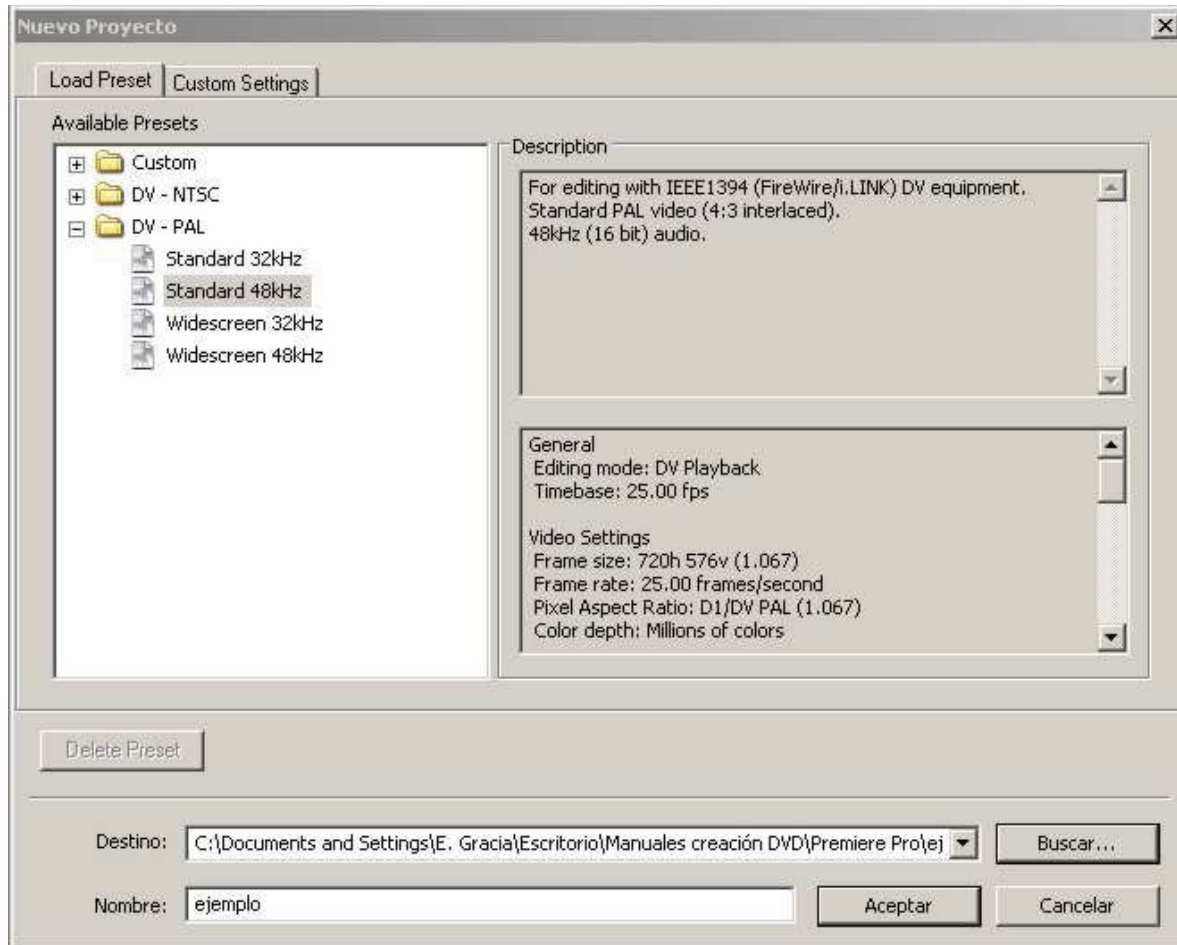 Nuevo Proyecto
Load Preset
Custom Settings
Available Presets
Custom
DV - NTSC
DV - PAL
Standard 32kHz
Standard 48kHz
Widescreen 32kHz
Widescreen 48kHz
Description
For editing with IEEE1394 (FireWire/i.LINK) DV equipment.
Standard PAL video (4:3 interlaced).
48kHz (16 bit) audio.
General
Editing mode: DV Playback
Timebase: 25.00 fps
Video Settings
Frame size: 720h 576v (1.067)
Frame rate: 25.00 frames/second
Pixel Aspect Ratio: D1/DV PAL (1.067)
Color depth: Millions of colors
Delete Preset
Destino: C:\Documents and Settings\E. Gracia\Escritorio\Manuales creación DVD\Premiere Pro\ej
Buscar...
Nombre: ejemplo
Aceptar
Cancelar